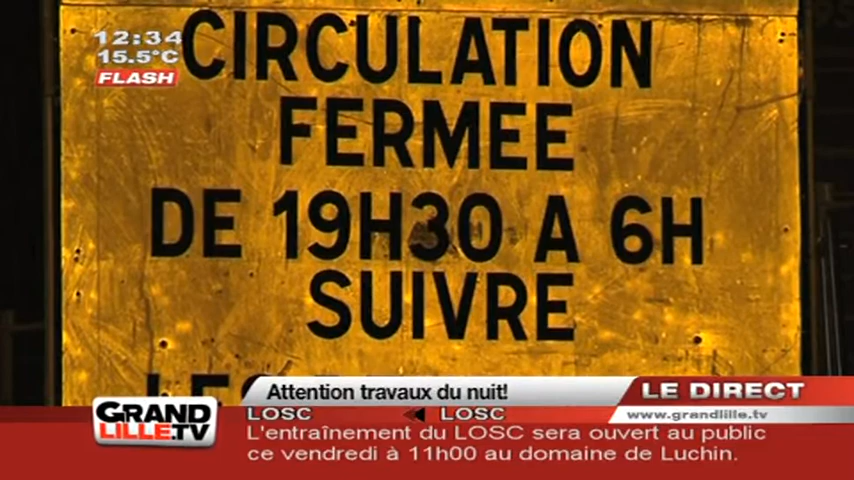 12:34
15.5°C
FLASH
CIRCULATION
FERMEE
DE 19H30 A 6H
SUIVRE
Attention travaux du nuit!
LE DIRECT
LOSC LOSC
www.grandlille.tv
GRAND
LILLE.TV
L'entraînement du LOSC sera ouvert au public
ce vendredi à 11h00 au domaine de Luchin.